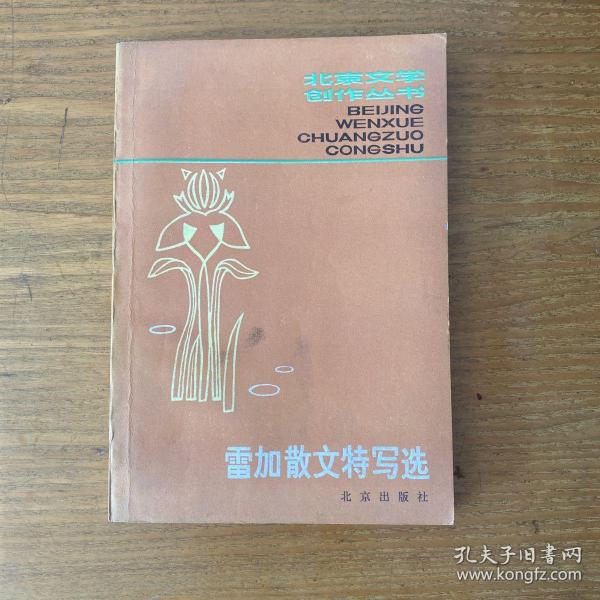 北京文学
创作丛书
BEIJING
WENXUE
CHUANGZUO
CONGSHU
雷加散文特写选
北京出版社
孔夫子旧书网
www.kongfz.com